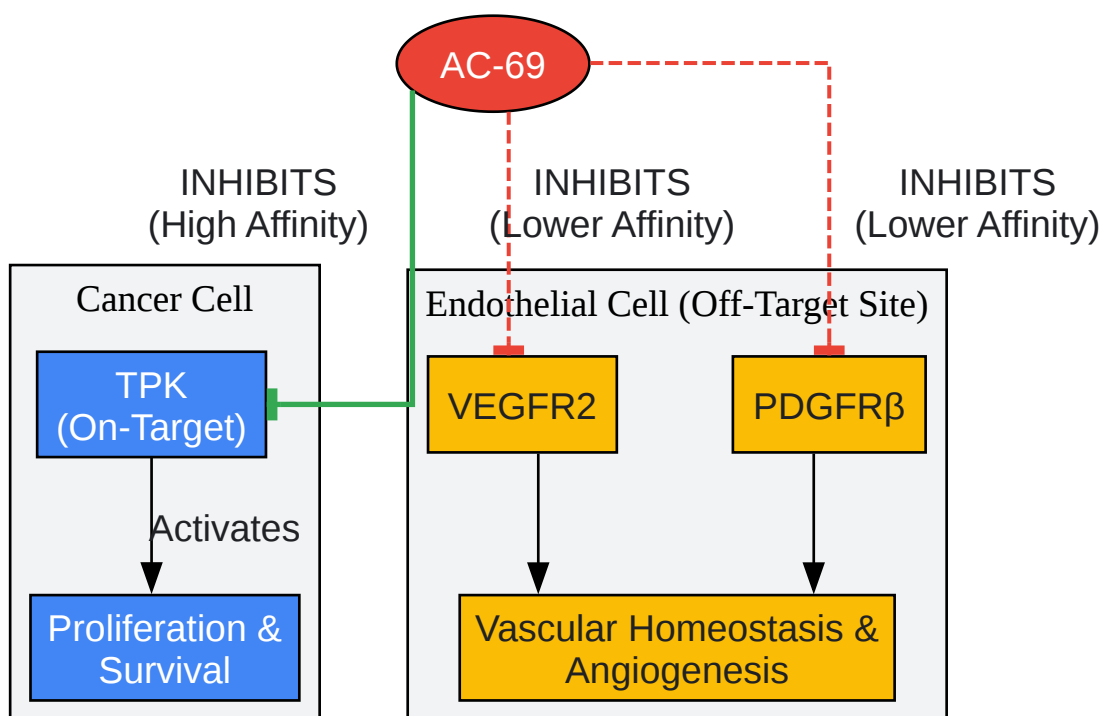 AC-69
INHIBITS
(High Affinity)
INHIBITS
(Lower Affinity)
INHIBITS
(Lower Affinity)
Cancer Cell
TPK
(On-Target)
Activates
Proliferation &
Survival
Endothelial Cell (Off-Target Site)
VEGFR2
PDGFRβ
Vascular Homeostasis &
Angiogenesis